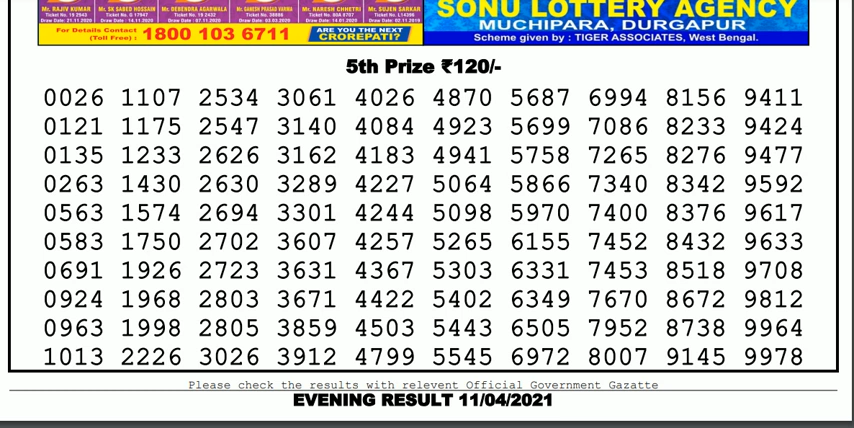 Mr. RAJIV KUMAR Mr. SK SAHEB HOSSAIN Mr. DEBENDRA AGARWALA Mr. GANESH PRASAD VARMA Mr. NARESH CHHETRI Mr. SUJEN SARKAR
SONU LOTTERY AGENCY
MUCHIPARA, DURGAPUR
Scheme given by : TIGER ASSOCIATES, West Bengal.
For Details Contact
(Toll Free) : 1800 103 6711
ARE YOU THE NEXT
CROREPATI?
5th Prize ₹120/-
0026 1107 2534 3061 4026 4870 5687 6994 8156 9411
0121 1175 2547 3140 4084 4923 5699 7086 8233 9424
0135 1233 2626 3162 4183 4941 5758 7265 8276 9477
0263 1430 2630 3289 4227 5064 5866 7340 8342 9592
0563 1574 2694 3301 4244 5098 5970 7400 8376 9617
0583 1750 2702 3607 4257 5265 6155 7452 8432 9633
0691 1926 2723 3631 4367 5303 6331 7453 8518 9708
0924 1968 2803 3671 4422 5402 6349 7670 8672 9812
0963 1998 2805 3859 4503 5443 6505 7952 8738 9964
1013 2226 3026 3912 4799 5545 6972 8007 9145 9978
Please check the results with relevent Official Government Gazatte
EVENING RESULT 11/04/2021